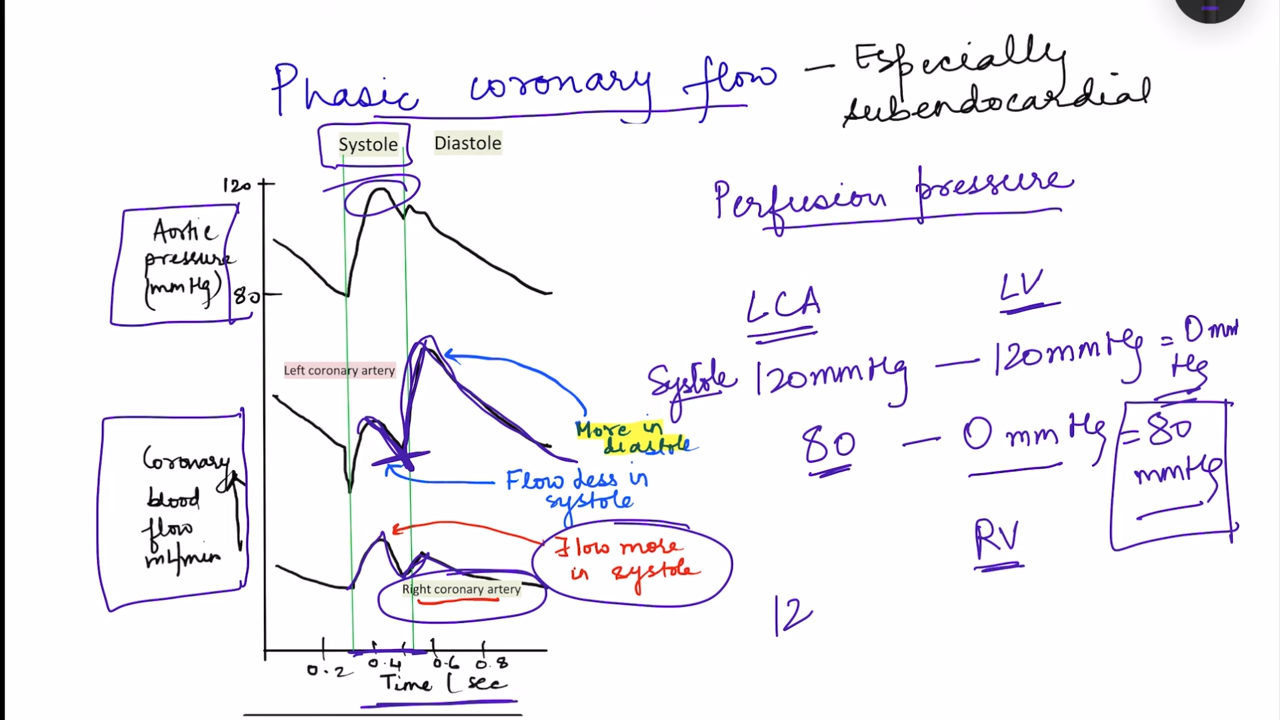 Phasic coronary flow — Especially
subendocardial
Systole Diastole
120
Aortic
pressure
(mmHg)
80
Perfusion pressure
LCA LV
Systole 120mmHg — 120mmHg = 0 mm
Hg
80 — 0 mmHg = 80
mmHg
RV
12
Left coronary artery
More in
diastole
Flow less in
systole
Coronary
blood
flow
mL/min
Flow more
in systole
Right coronary artery
0.2 0.4 0.6 0.8
Time (sec